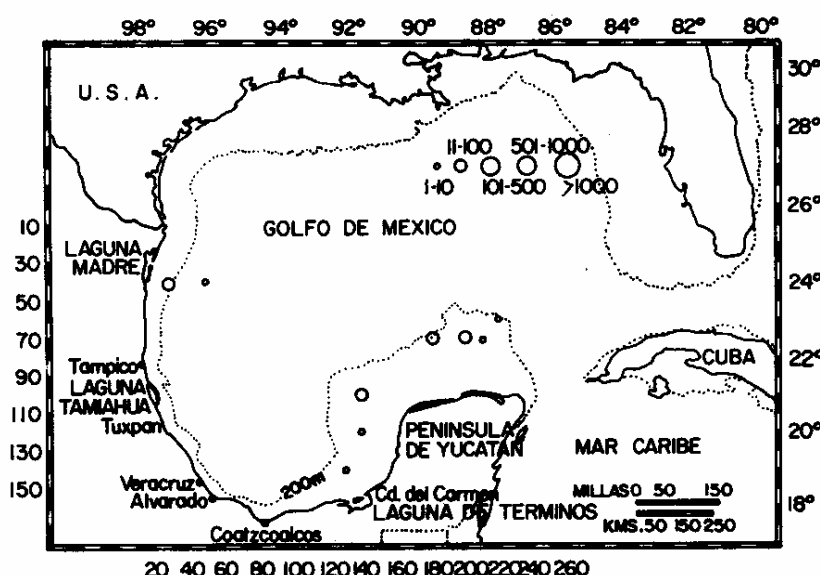 98° 96° 94° 92° 90° 88° 86° 84° 82° 80°
30°
U.S.A.
28°
11-100 501-1000
1-10 101-500 >1000
26°
10
GOLFO DE MEXICO
LAGUNA
MADRE
30
24°
50
70
Tampico
CUBA
22°
90
LAGUNA
TAMIAHUA
110
Tuxpan
PENINSULA
DE YUCATAN
MAR CARIBE
20°
130
200m
Veracruz
150
Alvarado
Cd. del Carmen
LAGUNA DE TERMINOS
MILLAS 0 50 150
18°
KMS. 50 150 250
Coatzcoalcos
20 40 60 80 100 120 140 160 180 200 220 240 260